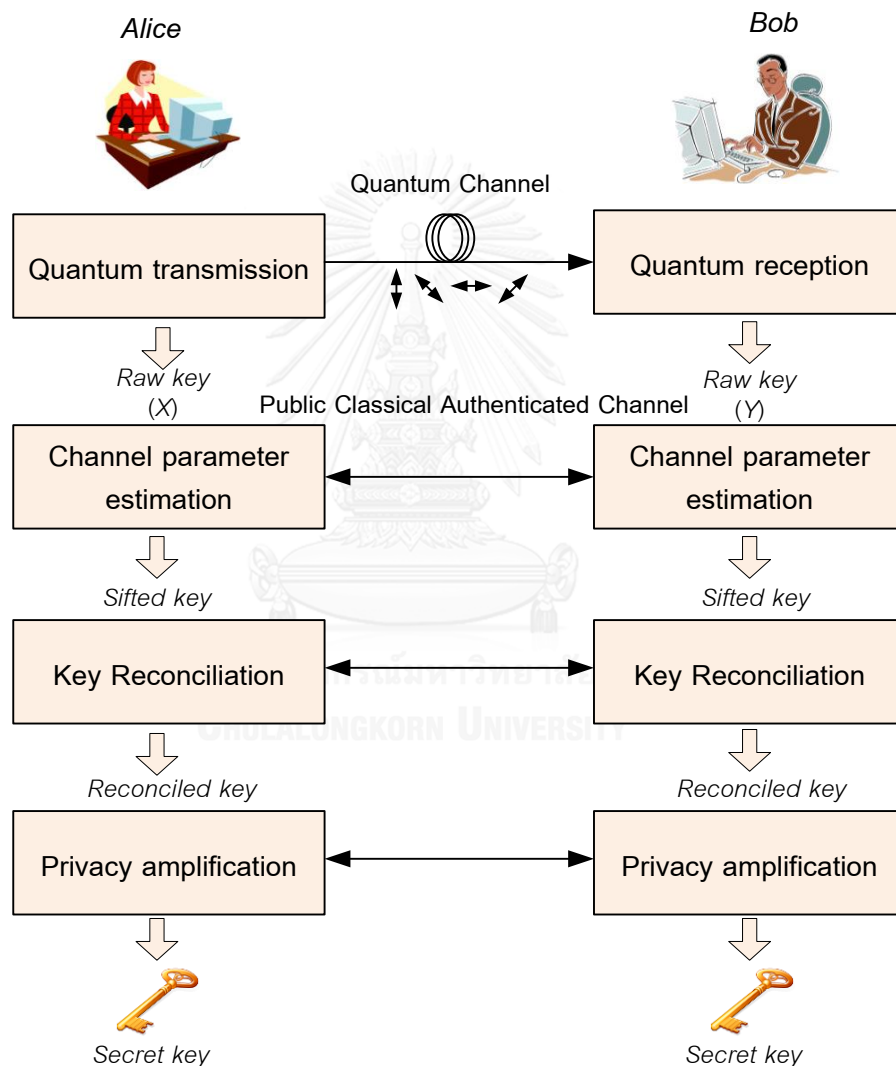 Alice
Bob
Quantum Channel
Quantum transmission
Quantum reception
Raw key
(X)
Raw key
(Y)
Public Classical Authenticated Channel
Channel parameter
estimation
Channel parameter
estimation
Sifted key
Sifted key
Key Reconciliation
Key Reconciliation
CHULALONGKORN UNIVERSITY
Reconciled key
Reconciled key
Privacy amplification
Privacy amplification
Secret key
Secret key